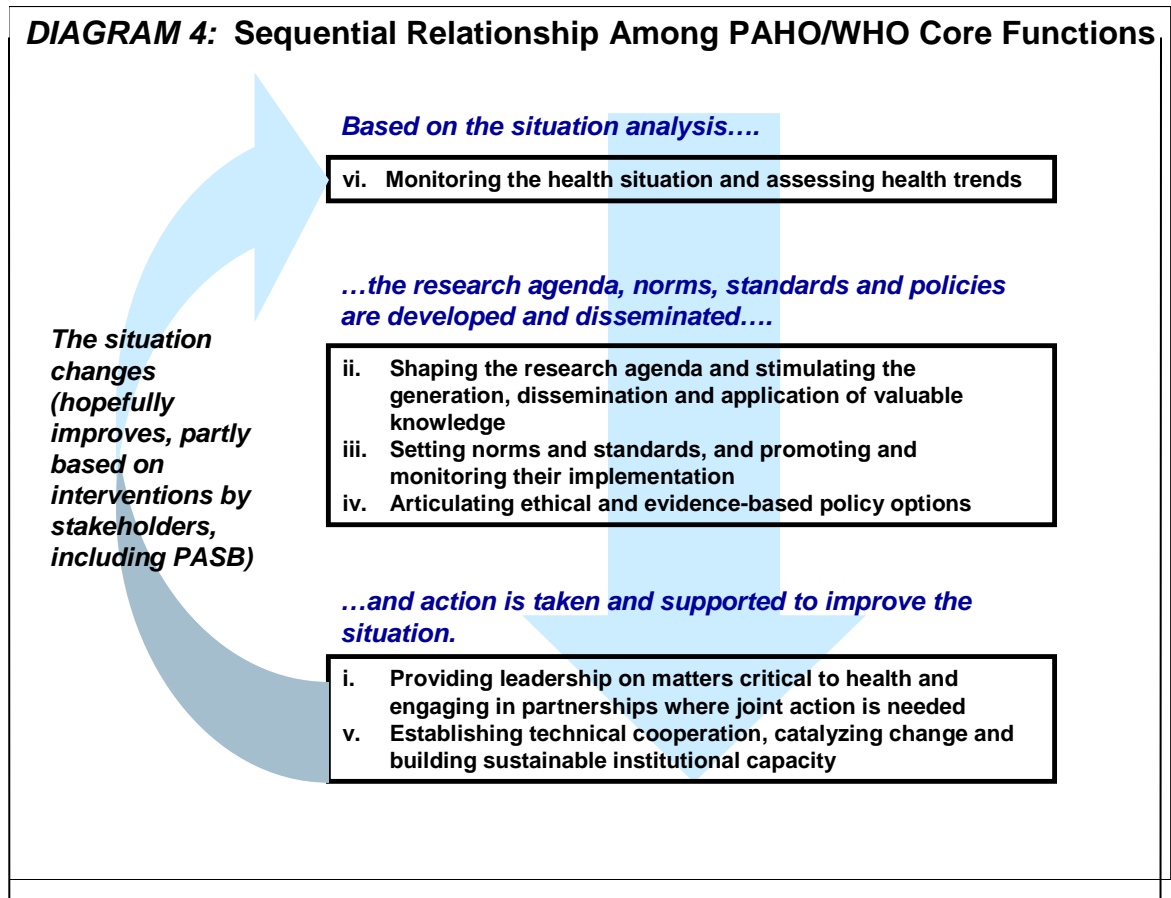 DIAGRAM 4: Sequential Relationship Among PAHO/WHO Core Functions
Based on the situation analysis….
vi. Monitoring the health situation and assessing health trends
…the research agenda, norms, standards and policies
are developed and disseminated….
ii. Shaping the research agenda and stimulating the
generation, dissemination and application of valuable
knowledge
iii. Setting norms and standards, and promoting and
monitoring their implementation
iv. Articulating ethical and evidence-based policy options
…and action is taken and supported to improve the
situation.
i. Providing leadership on matters critical to health and
engaging in partnerships where joint action is needed
v. Establishing technical cooperation, catalyzing change and
building sustainable institutional capacity
The situation
changes
(hopefully
improves, partly
based on
interventions by
stakeholders,
including PASB)